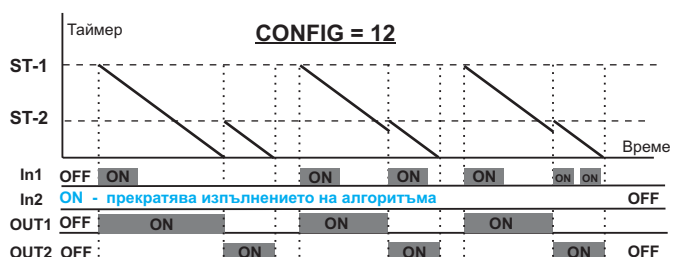 Таймер
CONFIG = 12
ST-1
ST-2
Време
In1 OFF ON ON ON ON ON ON
In2 ON - прекратява изпълнението на алгоритъма OFF
OUT1 OFF ON ON ON
OUT2 OFF ON ON ON OFF